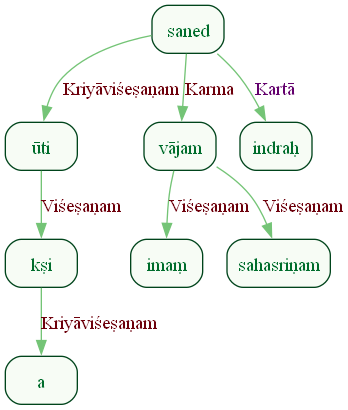 saned
Kriyāviśeṣaṇam Karma Kartā
ūti vājam indraḥ
Viśeṣaṇam Viśeṣaṇam Viśeṣaṇam
kṣi imaṃ sahasriṇam
Kriyāviśeṣaṇam
a